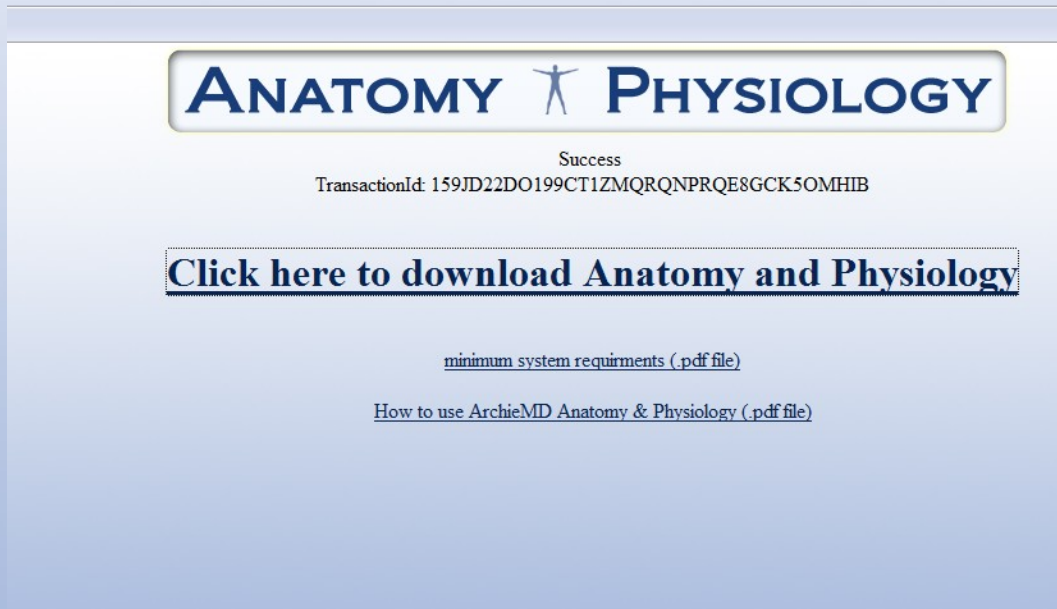 ANATOMY PHYSIOLOGY
Success
TransactionId: 159JD22DO199CT1ZMQRQNPRQE8GCK5OMHIB
Click here to download Anatomy and Physiology
minimum system requirments (.pdf file)
How to use ArchieMD Anatomy & Physiology (.pdf file)